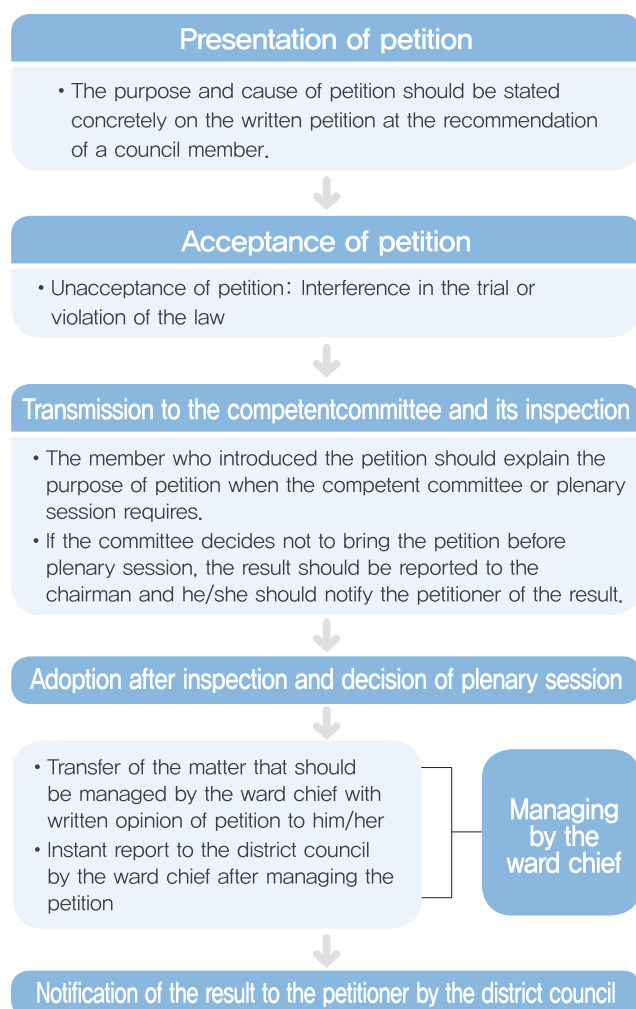 Presentation of petition
• The purpose and cause of petition should be stated
concretely on the written petition at the recommendation
of a council member.
Acceptance of petition
• Unacceptance of petition: Interference in the trial or
violation of the law
Transmission to the competentcommittee and its inspection
• The member who introduced the petition should explain the
purpose of petition when the competent committee or plenary
session requires.
• If the committee decides not to bring the petition before
plenary session, the result should be reported to the
chairman and he/she should notify the petitioner of the result.
Adoption after inspection and decision of plenary session
• Transfer of the matter that should
be managed by the ward chief with
written opinion of petition to him/her
• Instant report to the district council
by the ward chief after managing the
petition
Managing
by the
ward chief
Notification of the result to the petitioner by the district council